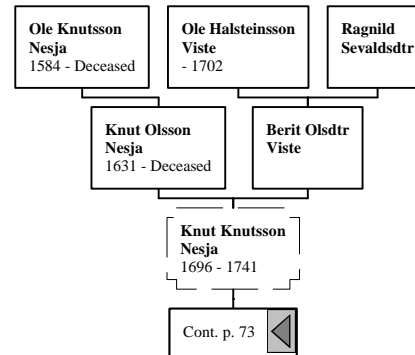 Ole Knutsson
Nesja
1584 - Deceased
Ole Halsteinsson
Viste
- 1702
Ragnild
Sevaldsdtr
Knut Olsson
Nesja
1631 - Deceased
Berit Olsdtr
Viste
Knut Knutsson
Nesja
1696 - 1741
Cont. p. 73